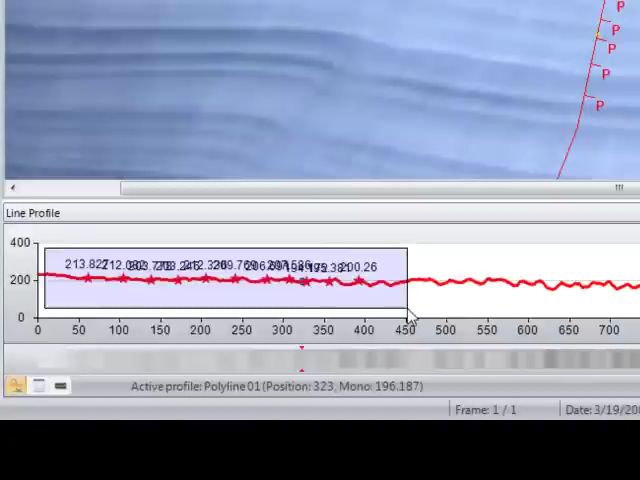 P
P
P
P
P
Line Profile
400
200
0
213.827
200.26
0 50 100 150 200 250 300 350 400 450 500 550 600 650 700
Active profile: Polyline 01 (Position: 323, Mono: 196.187)
Frame: 1 / 1